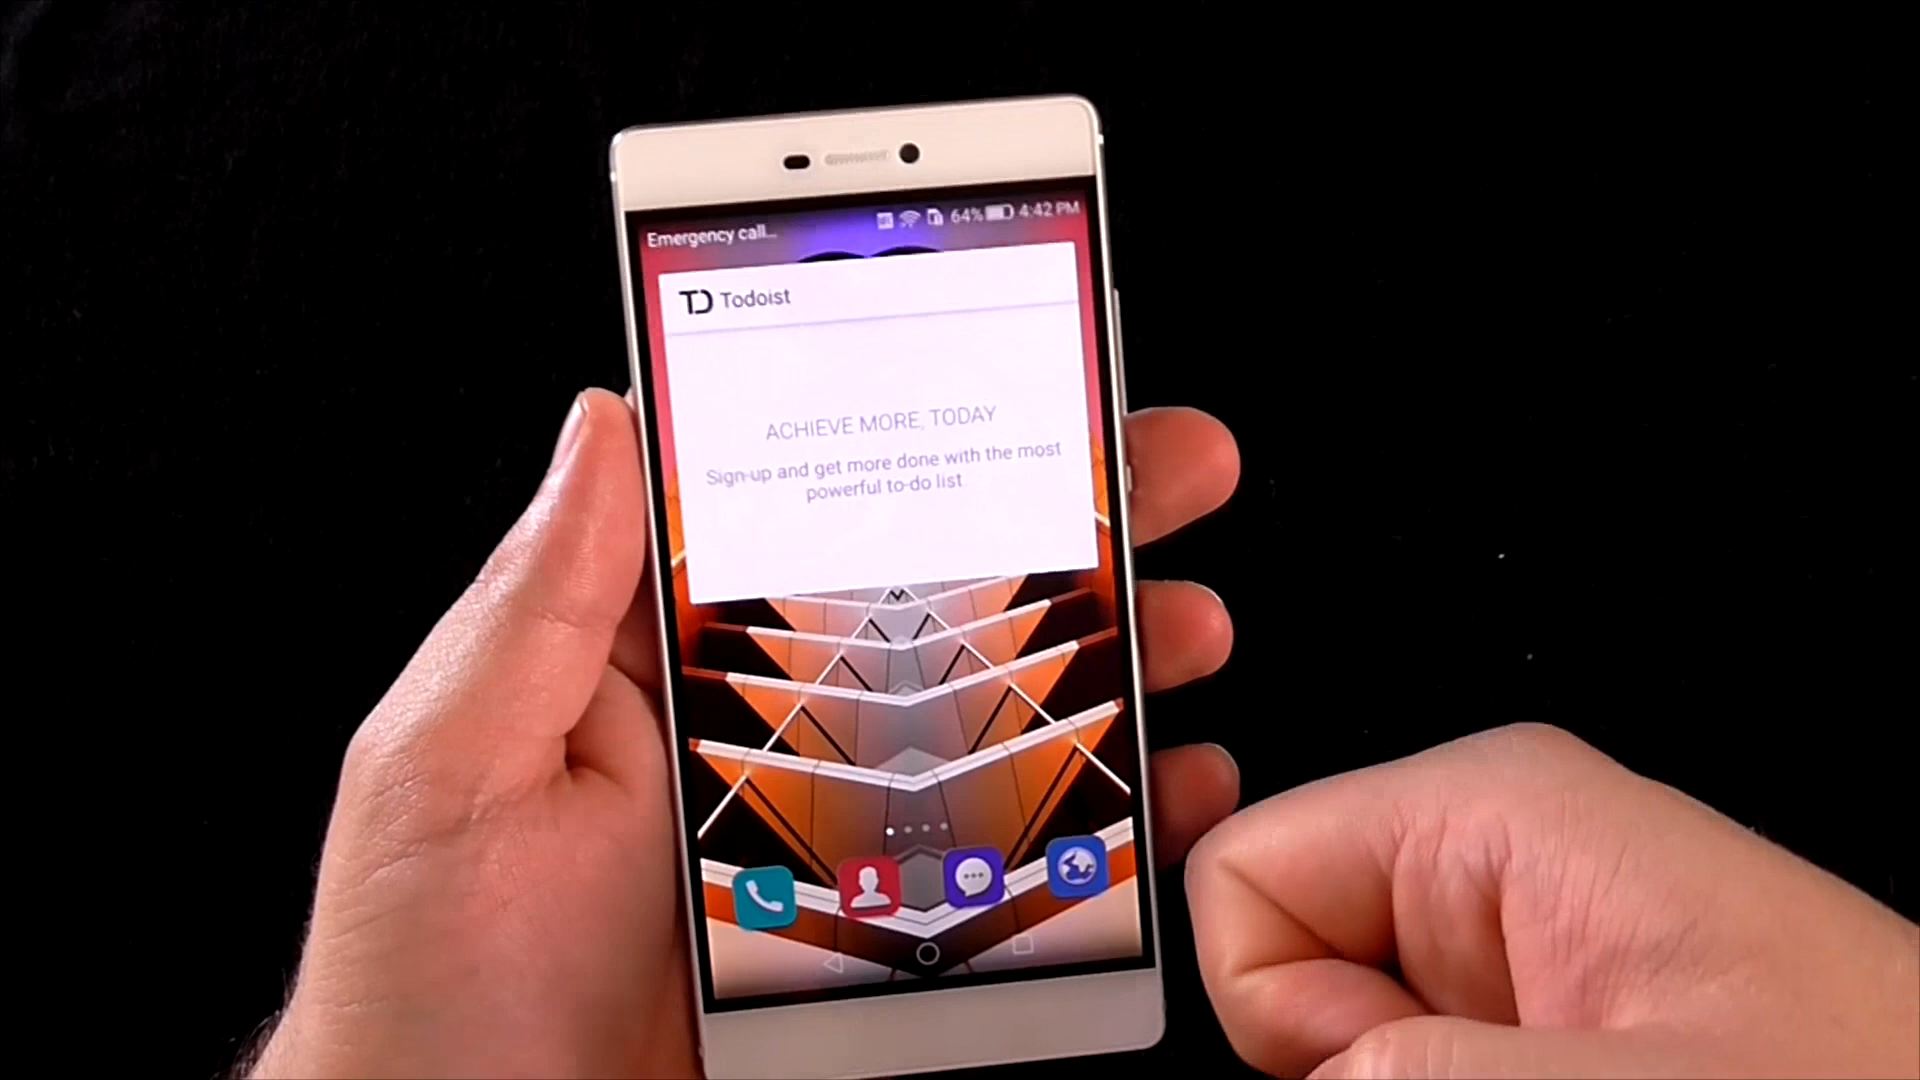 Emergency call... 64% 4:42 PM
TD Todoist
ACHIEVE MORE, TODAY
Sign-up and get more done with the most
powerful to-do list